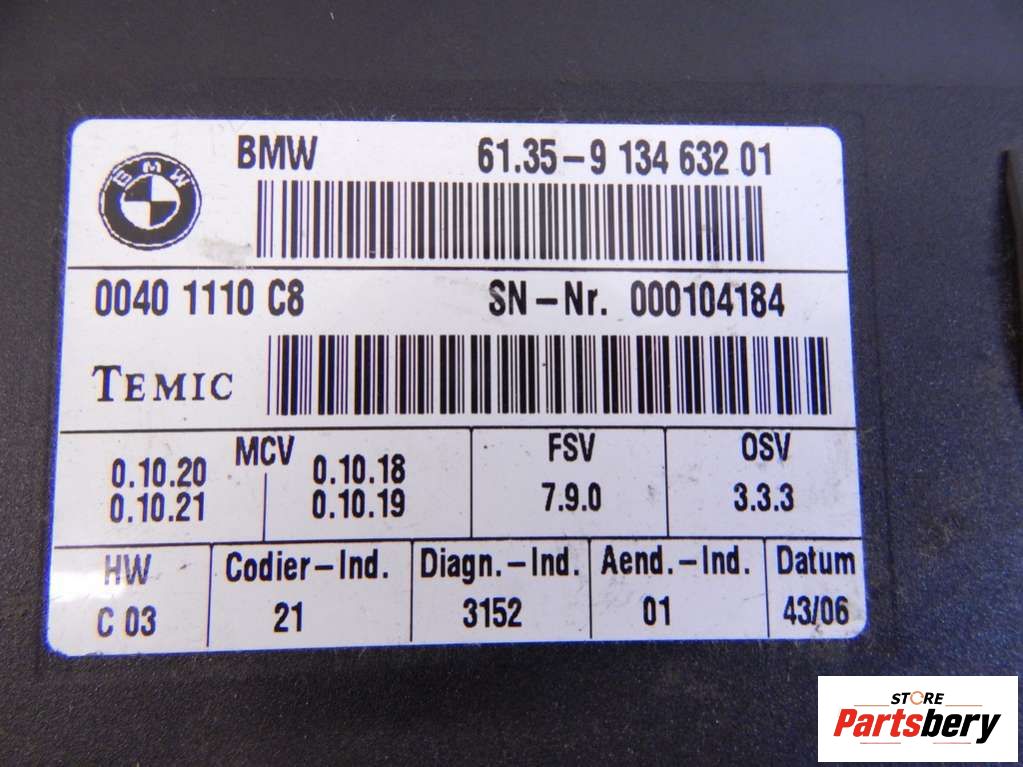 BMW
BMW 61.35-9 134 632 01
0040 1110 C8 SN-Nr. 000104184
TEMIC
MCV FSV OSV
0.10.20 0.10.18
0.10.21 0.10.19 7.9.0 3.3.3
HW Codier-Ind. Diagn.-Ind. Aend.-Ind. Datum
C 03 21 3152 01 43/06
STORE
Partsbery